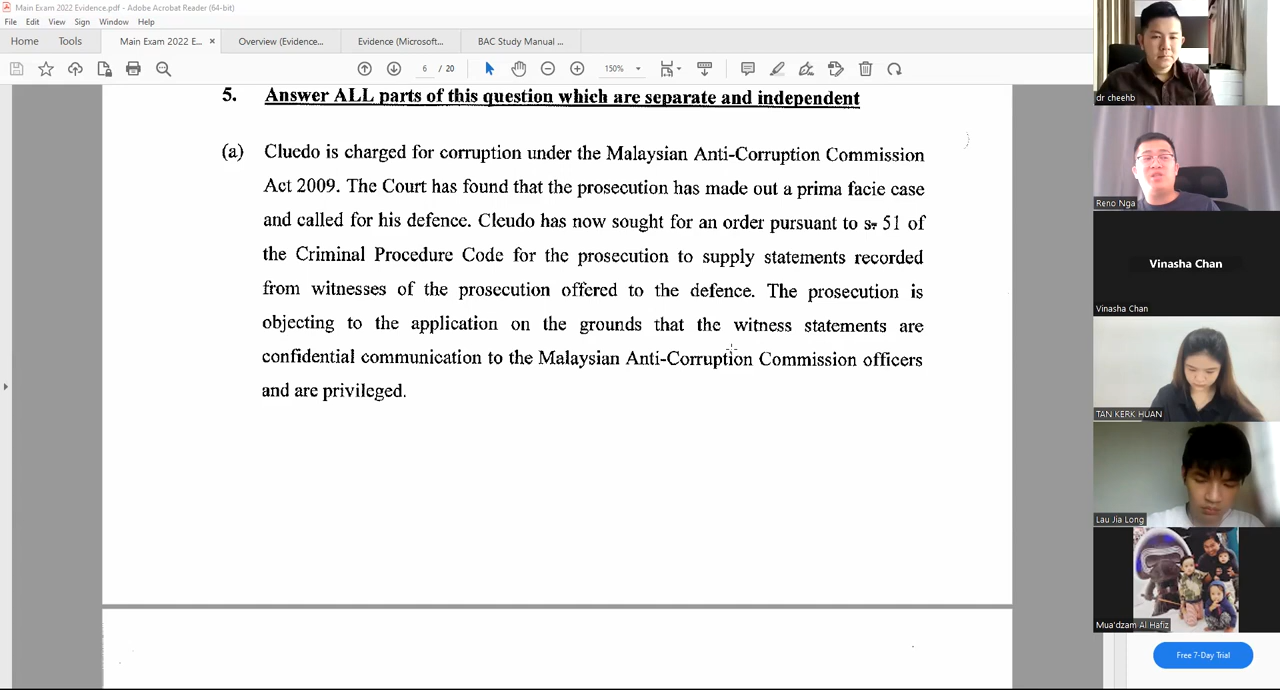 Main Exam 2022 Evidence.pdf - Adobe Acrobat Reader (64-bit)
File Edit View Sign Window Help
Home Tools Main Exam 2022 E... × Overview (Evidence... Evidence (Microsoft... BAC Study Manual ...
6 / 20 150%
5. Answer ALL parts of this question which are separate and independent
(a) Cluedo is charged for corruption under the Malaysian Anti-Corruption Commission
Act 2009. The Court has found that the prosecution has made out a prima facie case
and called for his defence. Cleudo has now sought for an order pursuant to s. 51 of
the Criminal Procedure Code for the prosecution to supply statements recorded
from witnesses of the prosecution offered to the defence. The prosecution is
objecting to the application on the grounds that the witness statements are
confidential communication to the Malaysian Anti-Corruption Commission officers
and are privileged.
dr cheehb
Reno Nga
Vinasha Chan
Vinasha Chan
TAN KERK HUAN
Lau Jia Long
Mua'dzam Al Hafiz
Free 7-Day Trial